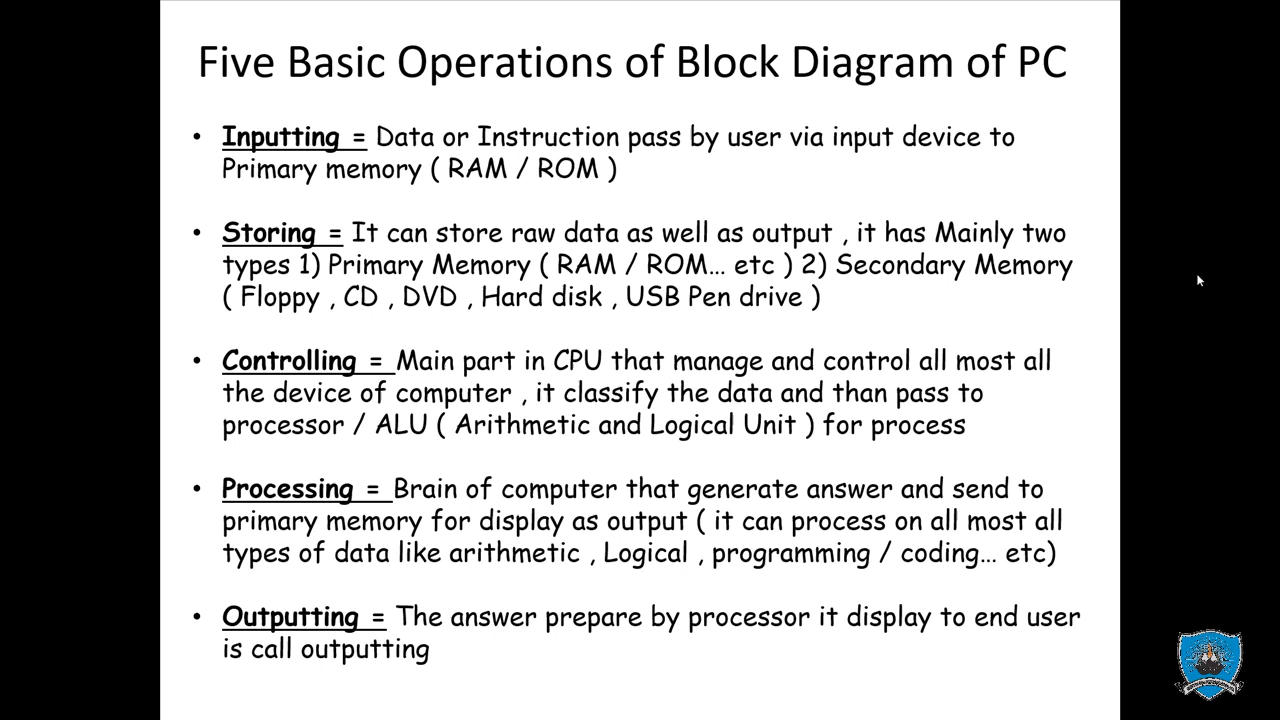 Five Basic Operations of Block Diagram of PC
• Inputting = Data or Instruction pass by user via input device to
Primary memory ( RAM / ROM )
• Storing = It can store raw data as well as output , it has Mainly two
types 1) Primary Memory ( RAM / ROM... etc ) 2) Secondary Memory
( Floppy , CD , DVD , Hard disk , USB Pen drive )
• Controlling = Main part in CPU that manage and control all most all
the device of computer , it classify the data and than pass to
processor / ALU ( Arithmetic and Logical Unit ) for process
• Processing = Brain of computer that generate answer and send to
primary memory for display as output ( it can process on all most all
types of data like arithmetic , Logical , programming / coding... etc)
• Outputting = The answer prepare by processor it display to end user
is call outputting